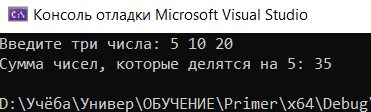 Консоль отладки Microsoft Visual Studio
Введите три числа: 5 10 20
Сумма чисел, которые делятся на 5: 35
D:\Учёба\Универ\ОБУЧЕНИЕ\Primer\x64\Debug\